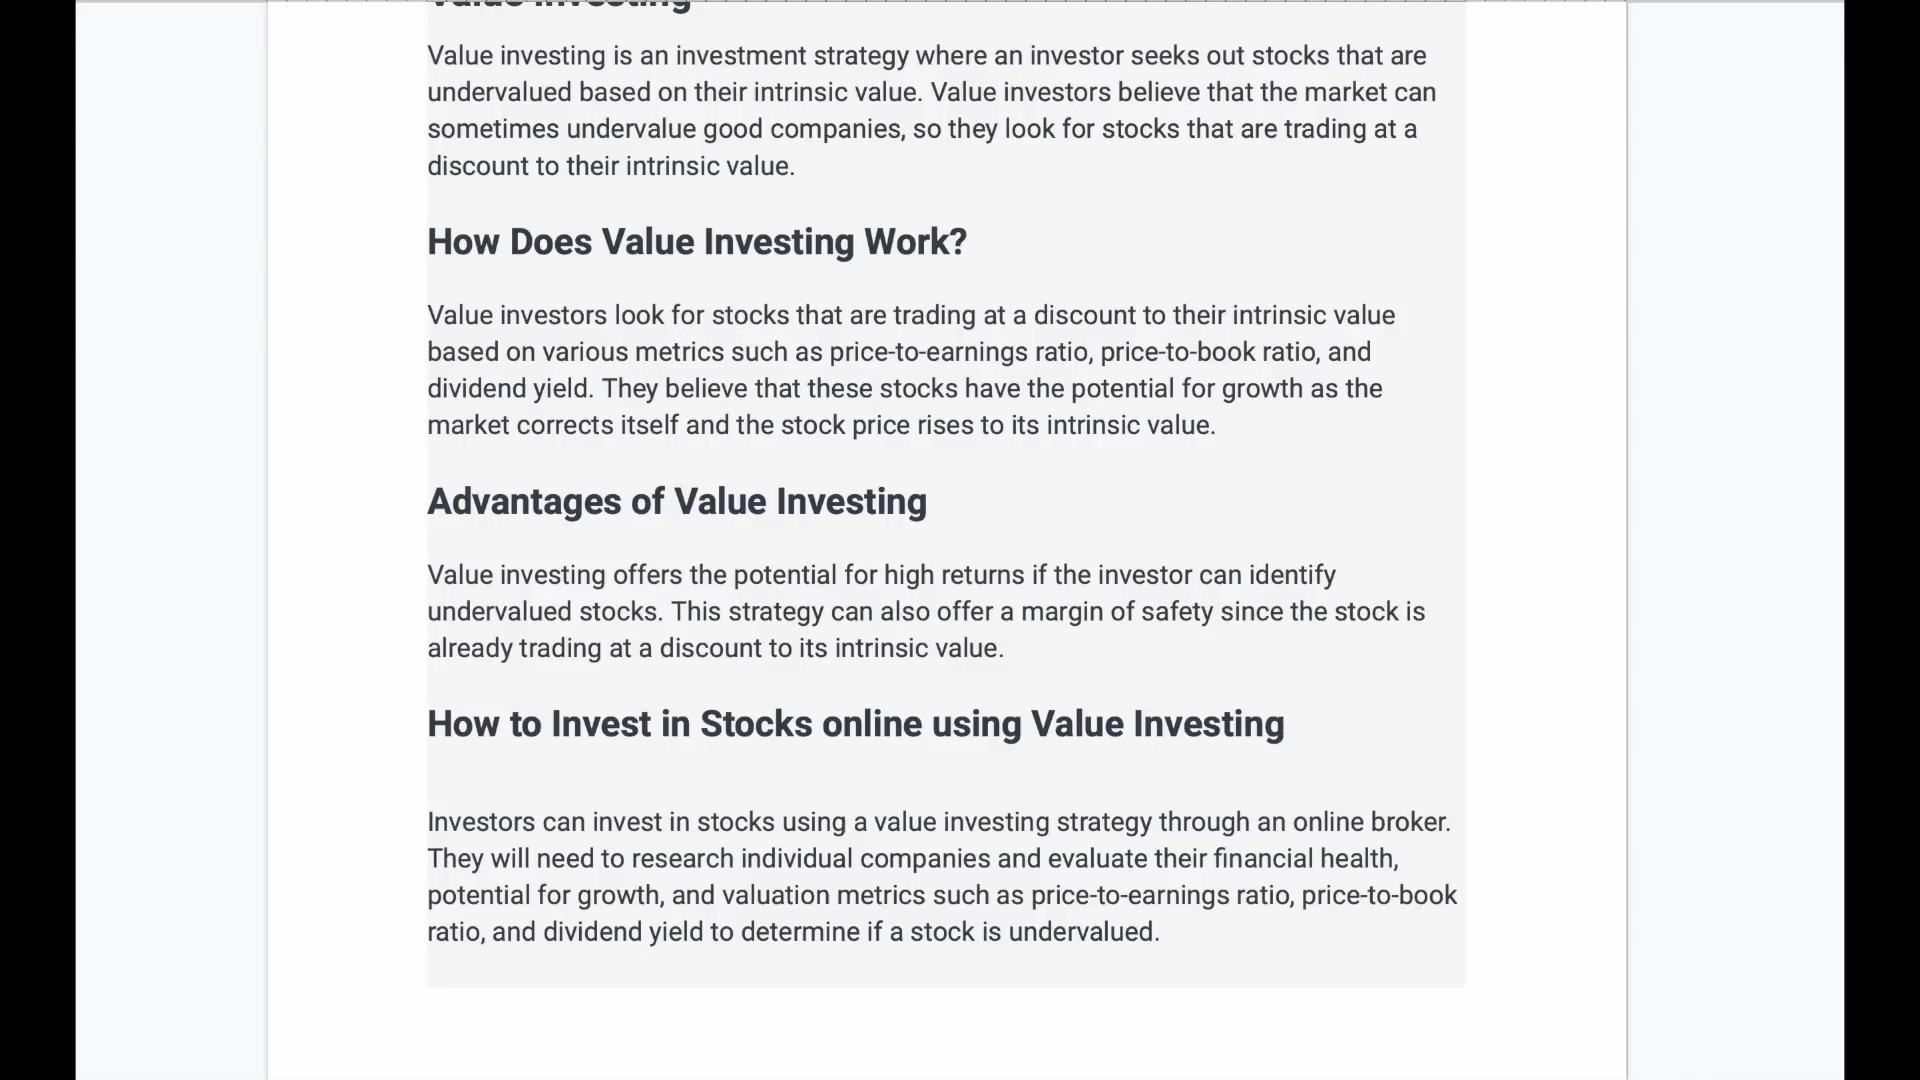 Value Investing
Value investing is an investment strategy where an investor seeks out stocks that are
undervalued based on their intrinsic value. Value investors believe that the market can
sometimes undervalue good companies, so they look for stocks that are trading at a
discount to their intrinsic value.
How Does Value Investing Work?
Value investors look for stocks that are trading at a discount to their intrinsic value
based on various metrics such as price-to-earnings ratio, price-to-book ratio, and
dividend yield. They believe that these stocks have the potential for growth as the
market corrects itself and the stock price rises to its intrinsic value.
Advantages of Value Investing
Value investing offers the potential for high returns if the investor can identify
undervalued stocks. This strategy can also offer a margin of safety since the stock is
already trading at a discount to its intrinsic value.
How to Invest in Stocks online using Value Investing
Investors can invest in stocks using a value investing strategy through an online broker.
They will need to research individual companies and evaluate their financial health,
potential for growth, and valuation metrics such as price-to-earnings ratio, price-to-book
ratio, and dividend yield to determine if a stock is undervalued.